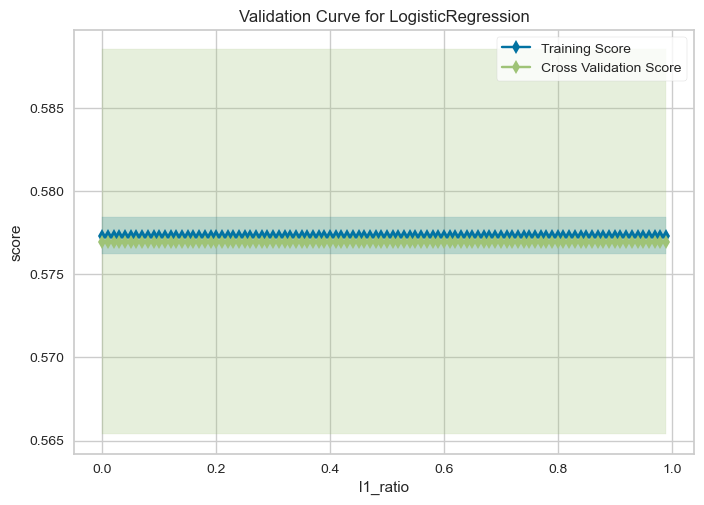 Validation Curve for LogisticRegression
Training Score
Cross Validation Score
0.585
0.580
0.575
0.570
0.565
score
0.0 0.2 0.4 0.6 0.8 1.0
l1_ratio